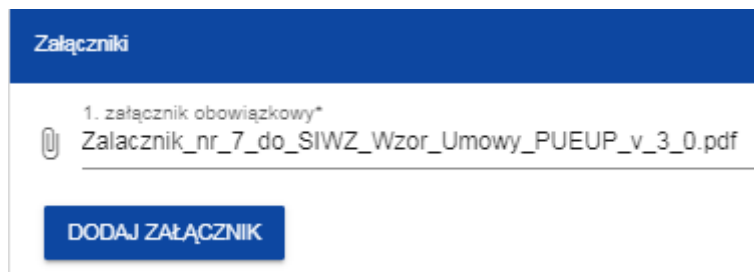 Załączniki
1. załącznik obowiązkowy*
Zalacznik_nr_7_do_SIWZ_Wzor_Umowy_PUEUP_v_3_0.pdf
DODAJ ZAŁĄCZNIK